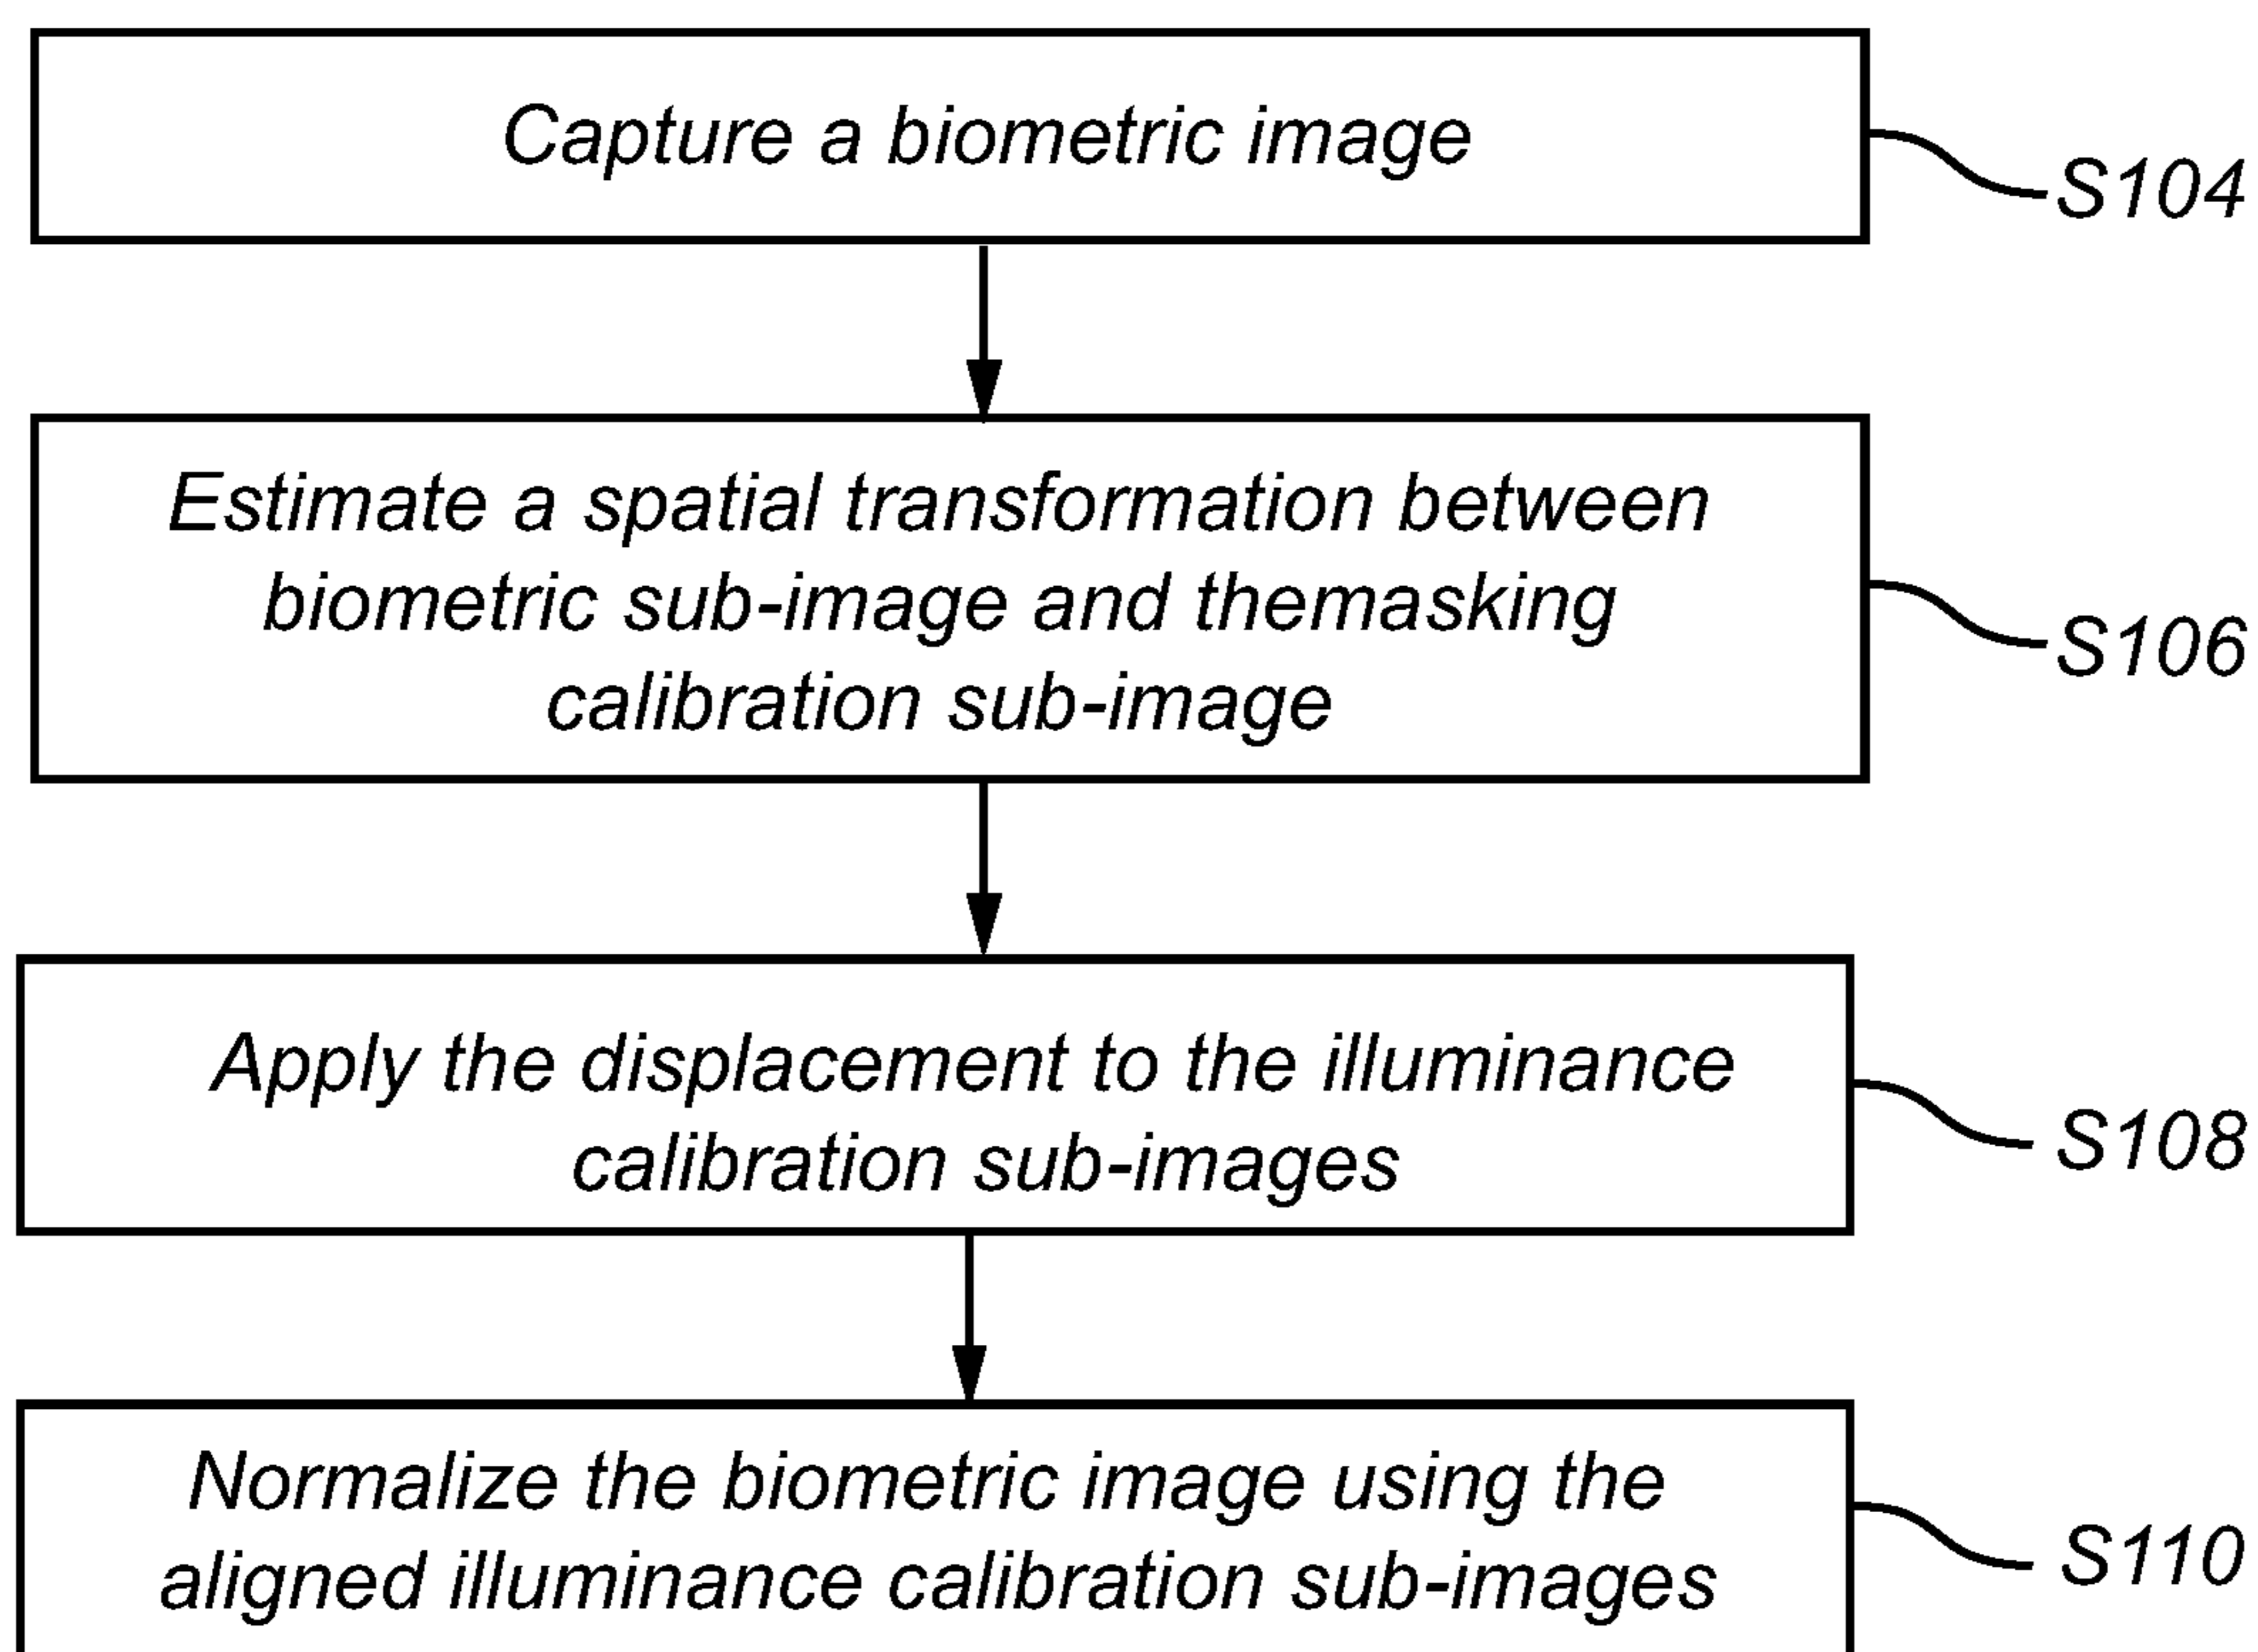 Capture a biometric image
S104
Estimate a spatial transformation between
biometric sub-image and themasking
calibration sub-image
S106
Apply the displacement to the illuminance
calibration sub-images
S108
Normalize the biometric image using the
aligned illuminance calibration sub-images
S110